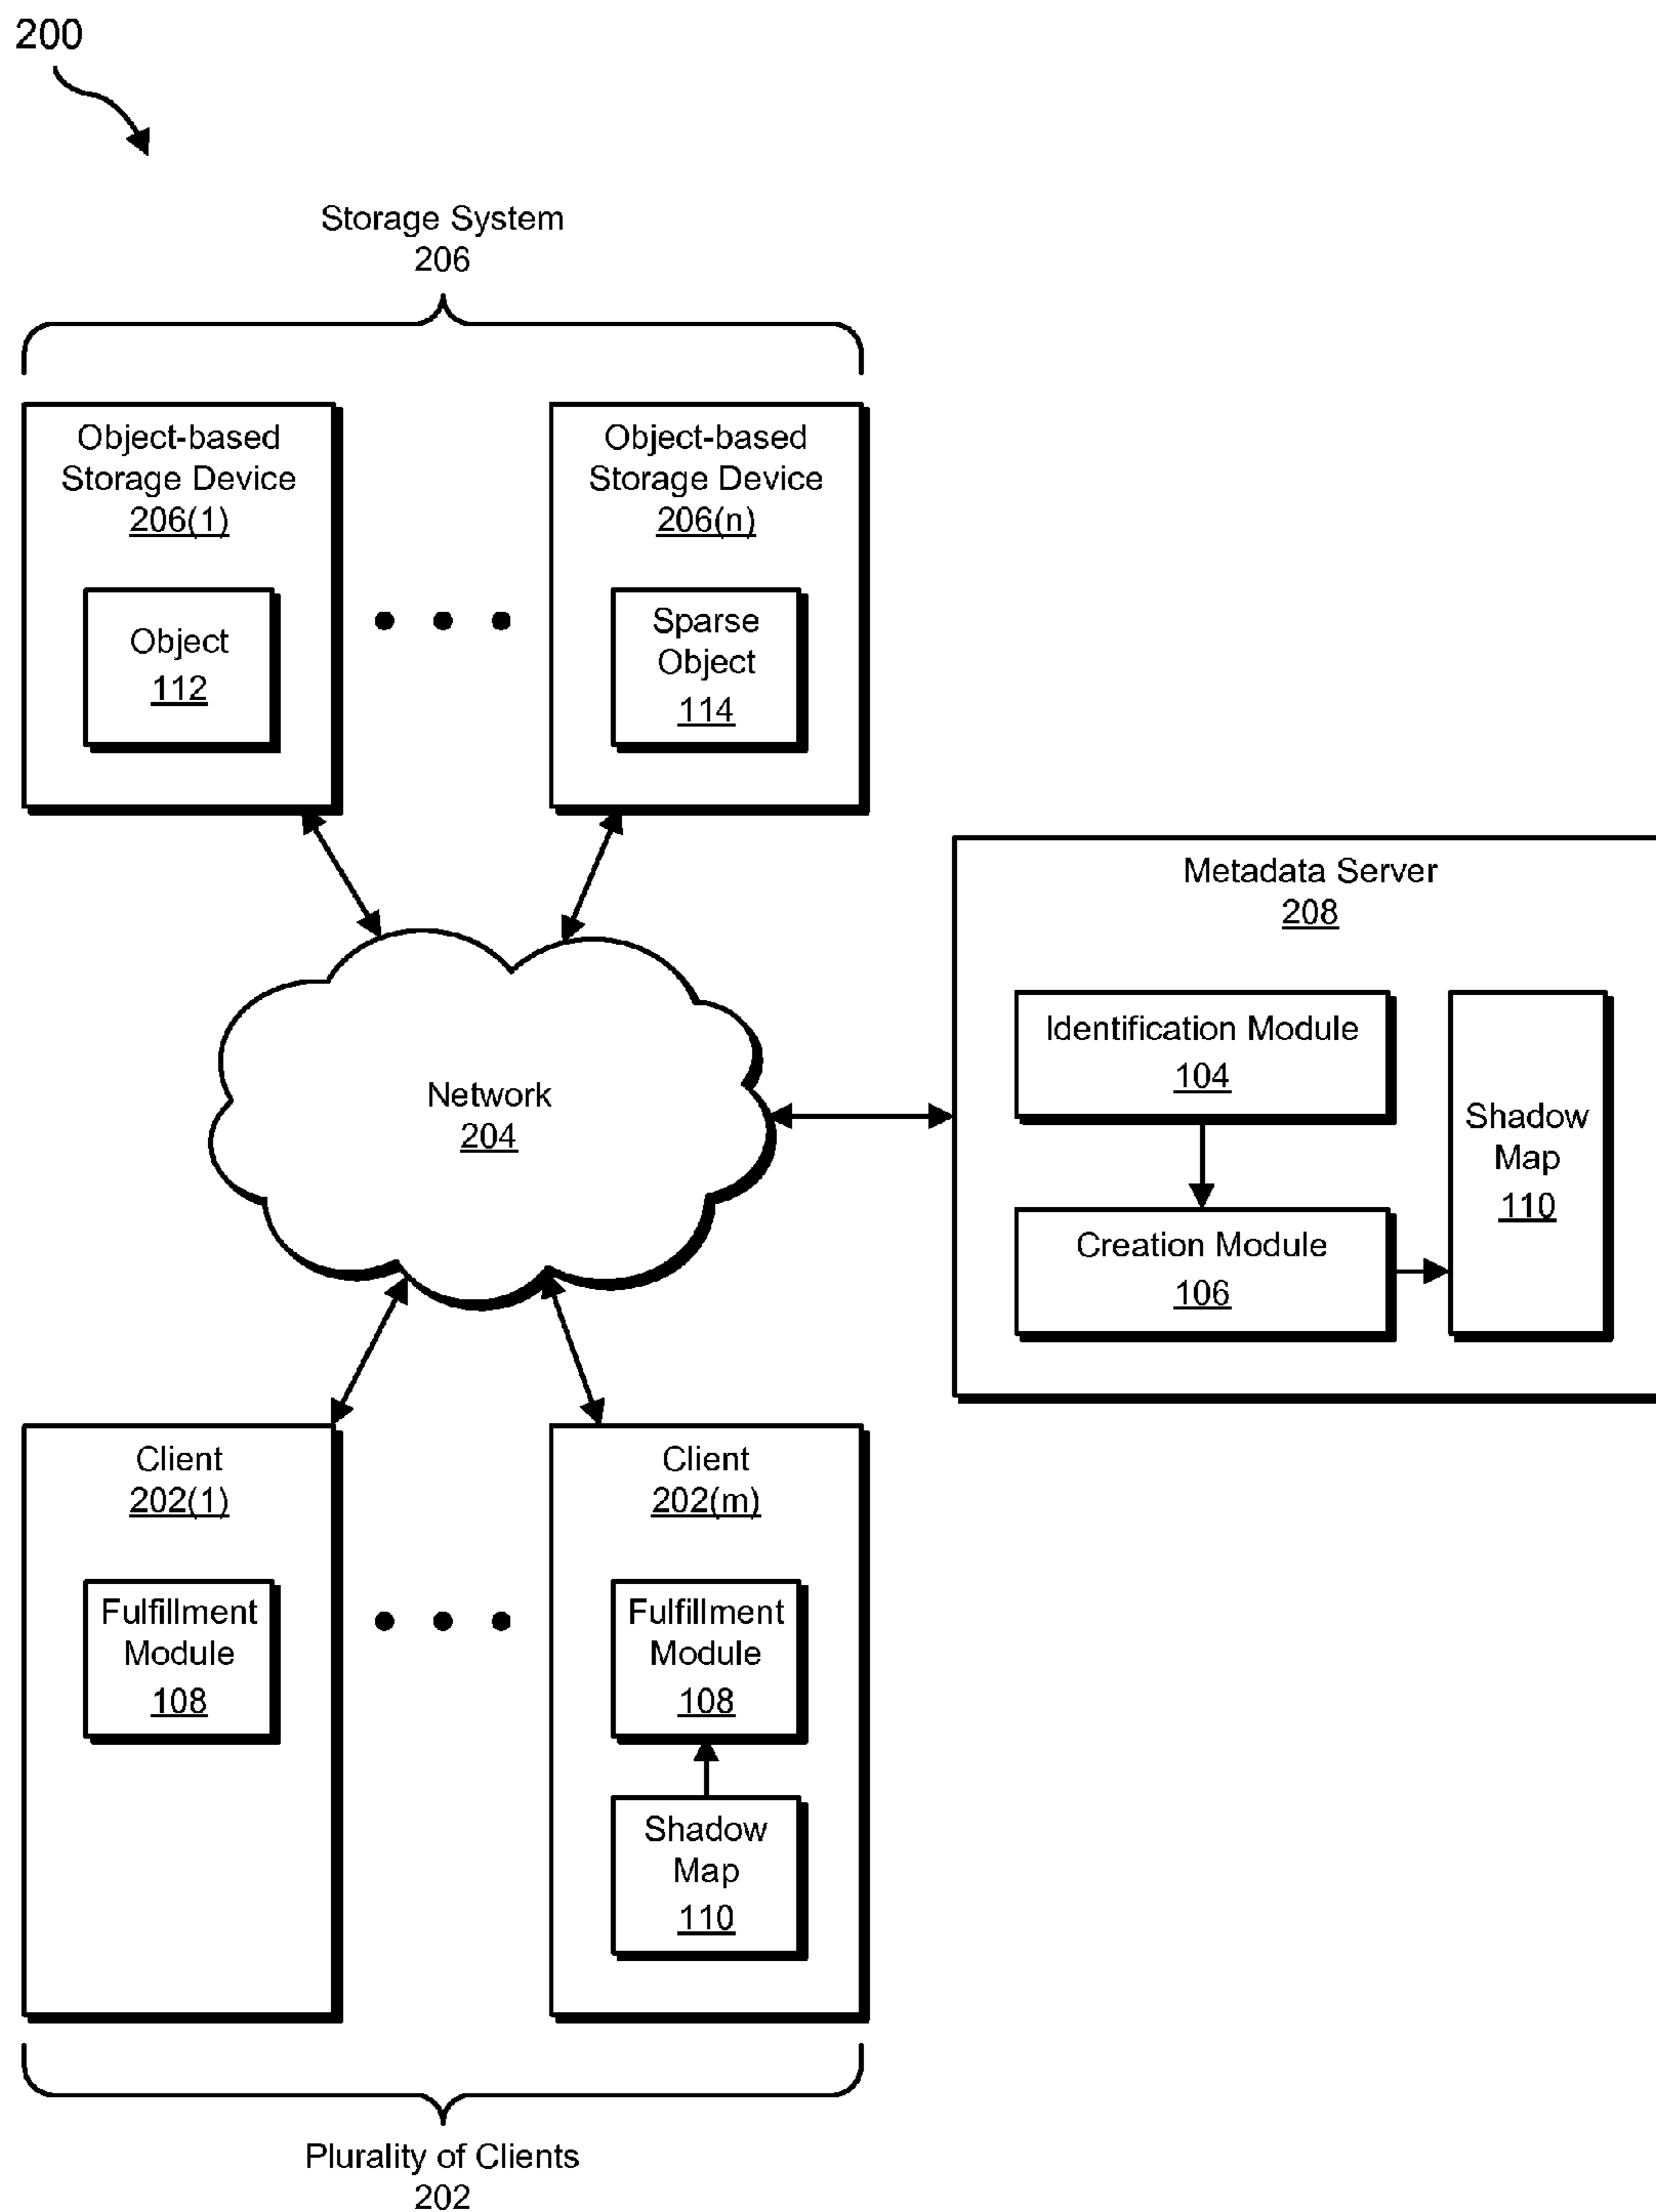 200
Storage System
206
Object-based
Storage Device
206(1)
Object
112
Object-based
Storage Device
206(n)
Sparse
Object
114
Metadata Server
208
Identification Module
104
Creation Module
106
Shadow
Map
110
Network
204
Client
202(1)
Fulfillment
Module
108
Client
202(m)
Fulfillment
Module
108
Shadow
Map
110
Plurality of Clients
202